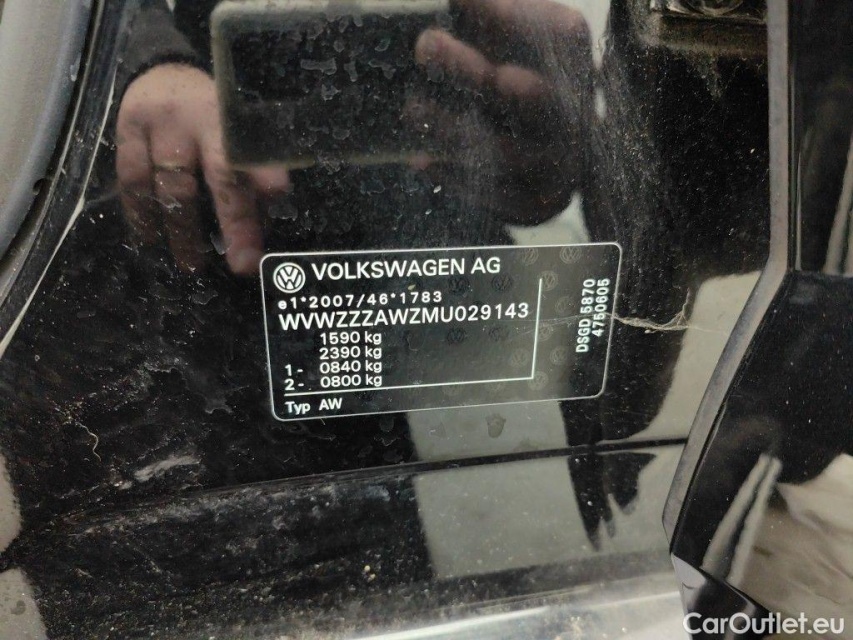 VOLKSWAGEN AG
e1*2007/46*1783
WVWZZZAWZMU029143
1590 kg
2390 kg
1- 0840 kg
2- 0800 kg
Typ AW
DSGD 5870
4750605
CarOutlet.eu